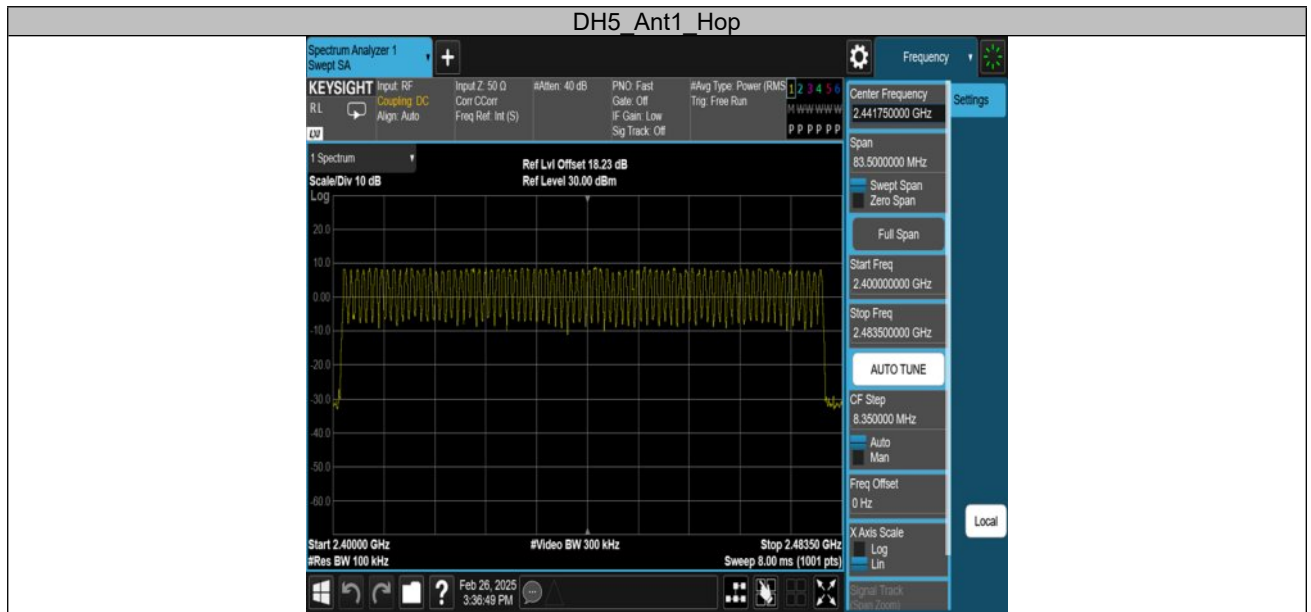 DH5_Ant1_Hop
Spectrum Analyzer 1
Swept SA
+
Frequency
KEYSIGHT
RL
LXI
Input: RF
Coupling: DC
Align: Auto
Input Z: 50 Ω
Corr CCorr
Freq Ref: Int (S)
#Atten: 40 dB
PNO: Fast
Gate: Off
IF Gain: Low
Sig Track: Off
#Avg Type: Power (RMS
Trig: Free Run
1 2 3 4 5 6
M W W W W W
P P P P P P
1 Spectrum
Scale/Div 10 dB
Ref Lvl Offset 18.23 dB
Ref Level 30.00 dBm
Log
20.0
10.0
0.00
-10.0
-20.0
-30.0
-40.0
-50.0
-60.0
Start 2.40000 GHz
#Res BW 100 kHz
#Video BW 300 kHz
Stop 2.48350 GHz
Sweep 8.00 ms (1001 pts)
?
Feb 26, 2025
3:36:49 PM
Center Frequency
2.441750000 GHz
Settings
Span
83.5000000 MHz
Swept Span
Zero Span
Full Span
Start Freq
2.400000000 GHz
Stop Freq
2.483500000 GHz
AUTO TUNE
CF Step
8.350000 MHz
Auto
Man
Freq Offset
0 Hz
Local
X Axis Scale
Log
Lin
Signal Track
(Span Zoom)